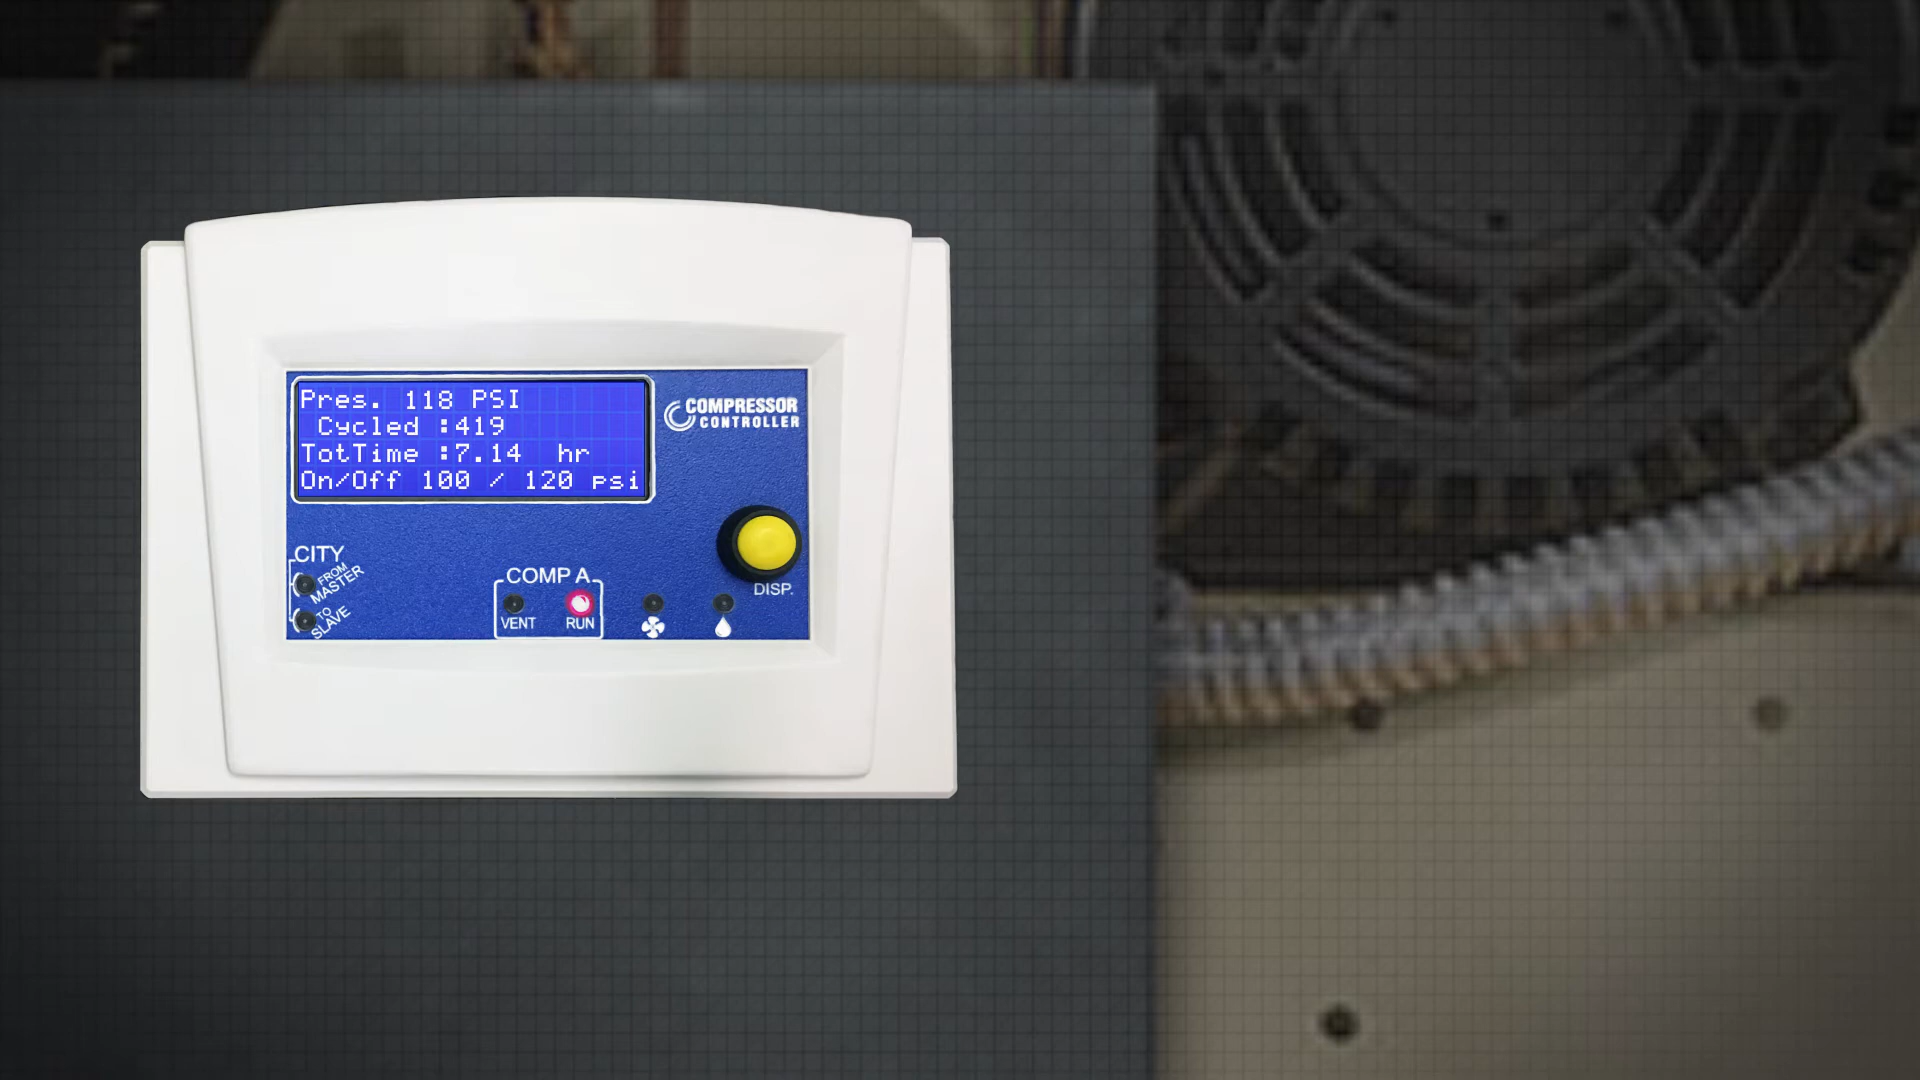 Pres. 118 PSI
Cycled :419
TotTime :7.14 hr
On/Off 100 / 120 psi
COMPRESSOR
CONTROLLER
DISP.
CITY
FROM
MASTER
TO
SLAVE
COMP A
VENT
RUN